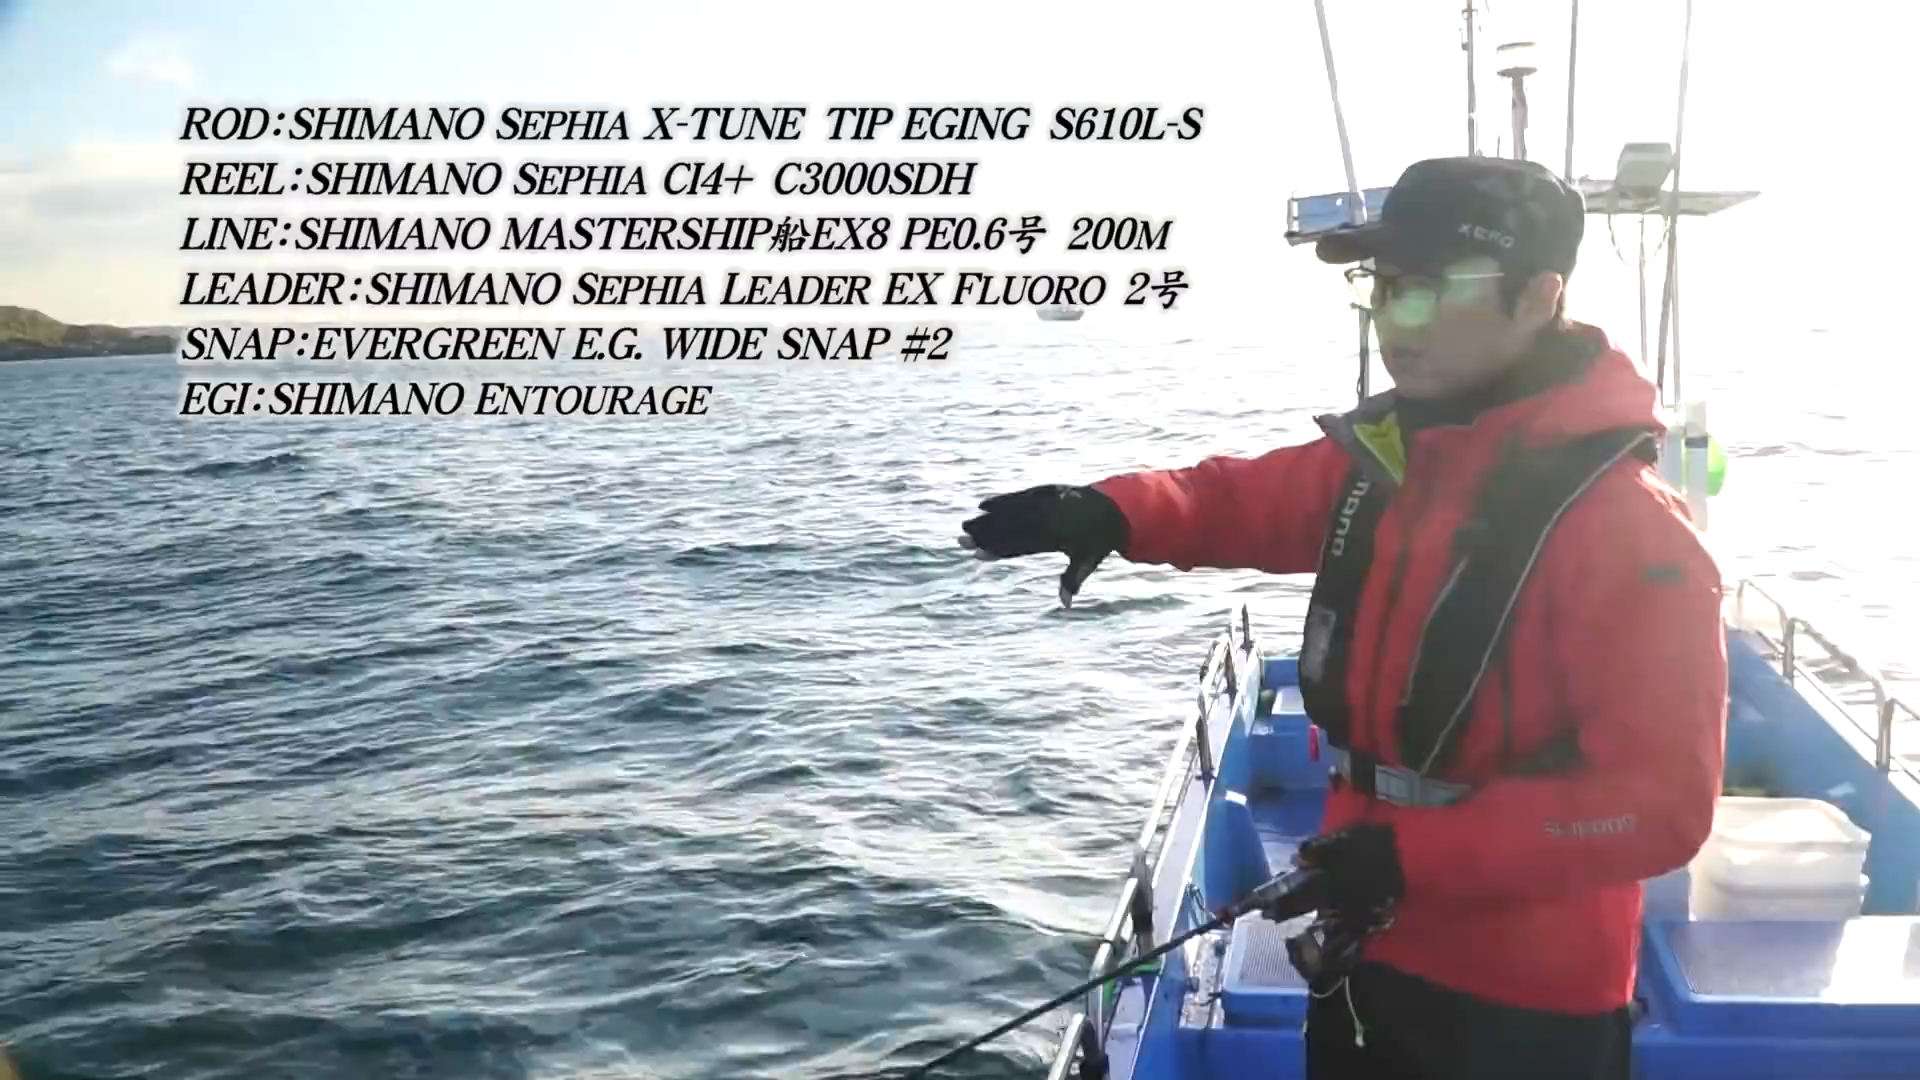 ROD:SHIMANO SEPHIA X-TUNE TIP EGING S610L-S
REEL:SHIMANO SEPHIA CI4+ C3000SDH
LINE:SHIMANO MASTERSHIP船EX8 PE0.6号 200M
LEADER:SHIMANO SEPHIA LEADER EX FLUORO 2号
SNAP:EVERGREEN E.G. WIDE SNAP #2
EGI:SHIMANO ENTOURAGE
XERO